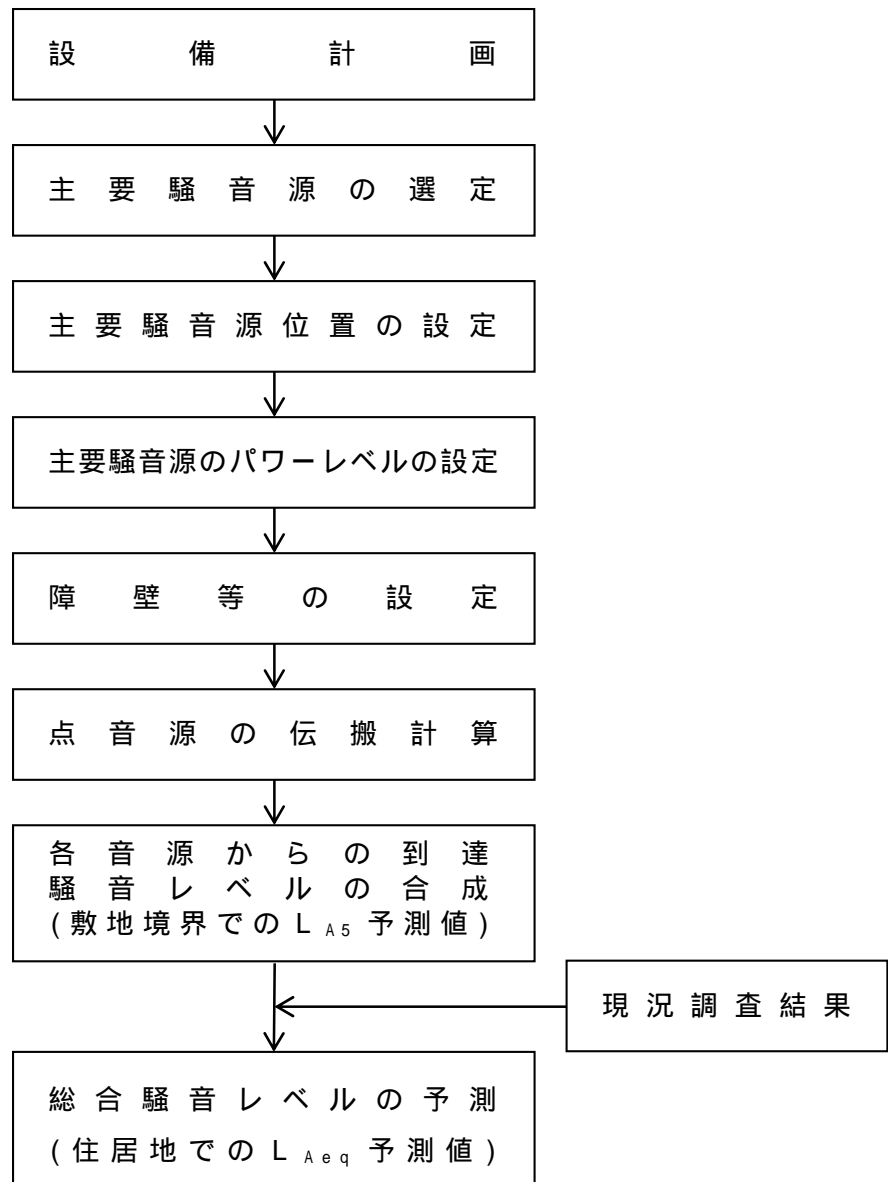 設備計画
主要騒音源の選定
主要騒音源位置の設定
主要騒音源のパワーレベルの設定
障壁等の設定
点音源の伝搬計算
各音源からの到達
騒音レベルの合成
(敷地境界でのLA5予測値)
現況調査結果
総合騒音レベルの予測
(住居地でのLAeq予測値)